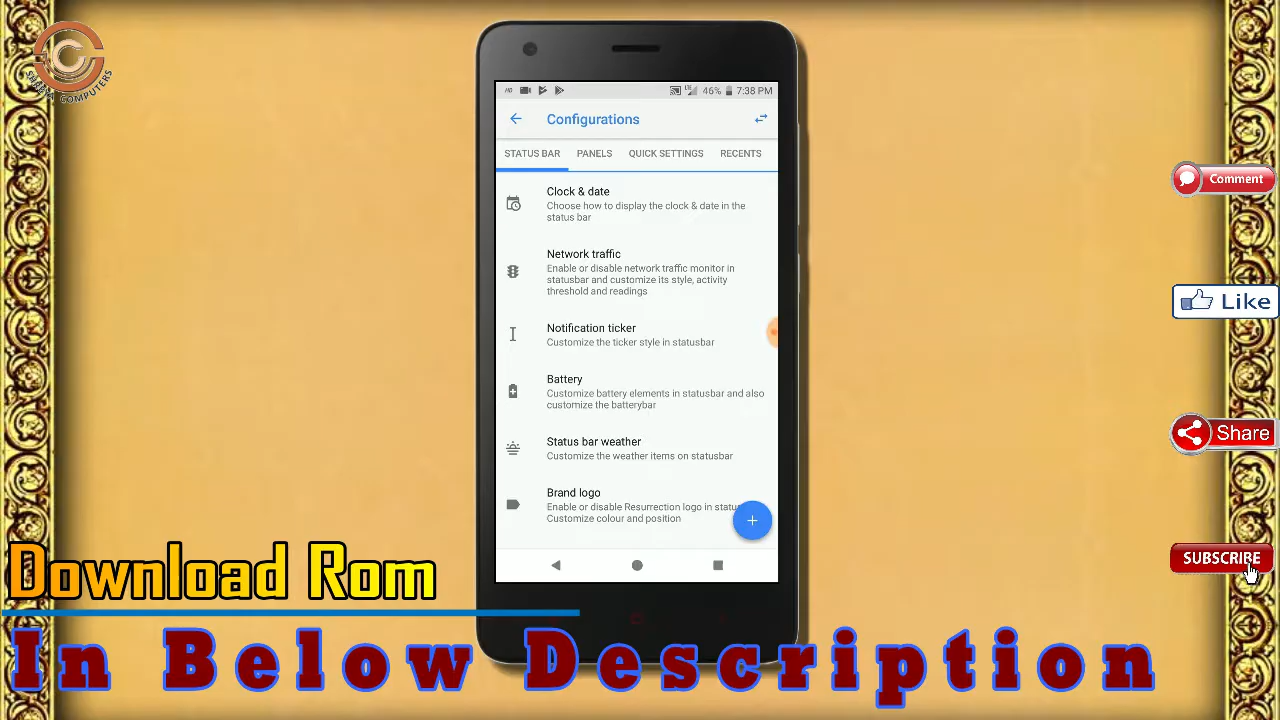 HD 46% 7:38 PM
Configurations
STATUS BAR PANELS QUICK SETTINGS RECENTS
Clock & date
Choose how to display the clock & date in the
status bar
Network traffic
Enable or disable network traffic monitor in
statusbar and customize its style, activity
threshold and readings
Notification ticker
Customize the ticker style in statusbar
Battery
Customize battery elements in statusbar and also
customize the batterybar
Status bar weather
Customize the weather items on statusbar
Brand logo
Enable or disable Resurrection logo in statu
Customize colour and position
Comment
Like
Share
SUBSCRIBE
Download Rom
In Below Description
COMPUTERS